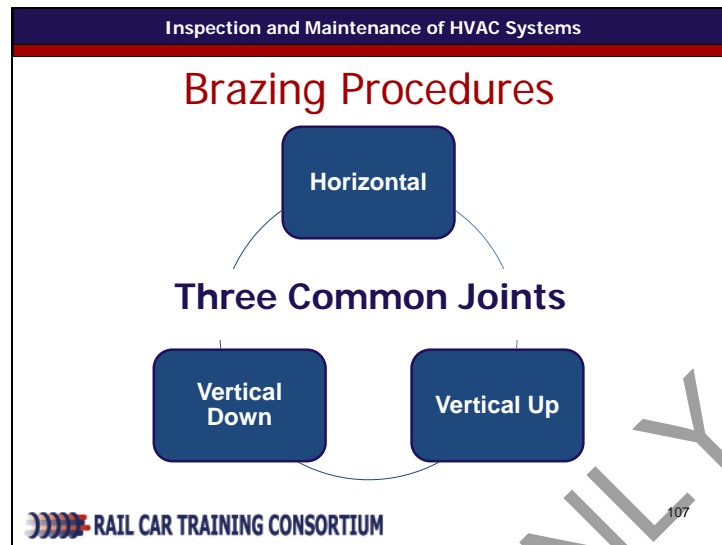 Inspection and Maintenance of HVAC Systems
Brazing Procedures
Horizontal
Three Common Joints
Vertical
Down
Vertical Up
RAIL CAR TRAINING CONSORTIUM
107